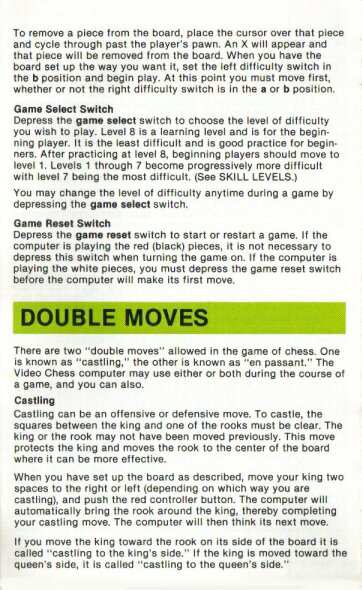 To remove a piece from the board, place the cursor over that piece
and cycle through past the player's pawn. An X will appear and
that piece will be removed from the board. When you have the
board set up the way you want it, set the left difficulty switch in
the b position and begin play. At this point you must move first,
whether or not the right difficulty switch is in the a or b position.
Game Select Switch
Depress the game select switch to choose the level of difficulty
you wish to play. Level 8 is a learning level and is for the begin-
ning player. It is the least difficult and is good practice for begin-
ners. After practicing at level 8, beginning players should move to
level 1. Levels 1 through 7 become progressively more difficult
with level 7 being the most difficult. (See SKILL LEVELS.)
You may change the level of difficulty anytime during a game by
depressing the game select switch.
Game Reset Switch
Depress the game reset switch to start or restart a game. If the
computer is playing the red (black) pieces, it is not necessary to
depress this switch when turning the game on. If the computer is
playing the white pieces, you must depress the game reset switch
before the computer will make its first move.
DOUBLE MOVES
There are two "double moves" allowed in the game of chess. One
is known as "castling," the other is known as "en passant." The
Video Chess computer may use either or both during the course of
a game, and you can also.
Castling
Castling can be an offensive or defensive move. To castle, the
squares between the king and one of the rooks must be clear. The
king or the rook may not have been moved previously. This move
protects the king and moves the rook to the center of the board
where it can be more effective.
When you have set up the board as described, move your king two
spaces to the right or left (depending on which way you are
castling), and push the red controller button. The computer will
automatically bring the rook around the king, thereby completing
your castling move. The computer will then think its next move.
If you move the king toward the rook on its side of the board it is
called "castling to the king's side." If the king is moved toward the
queen's side, it is called "castling to the queen's side."